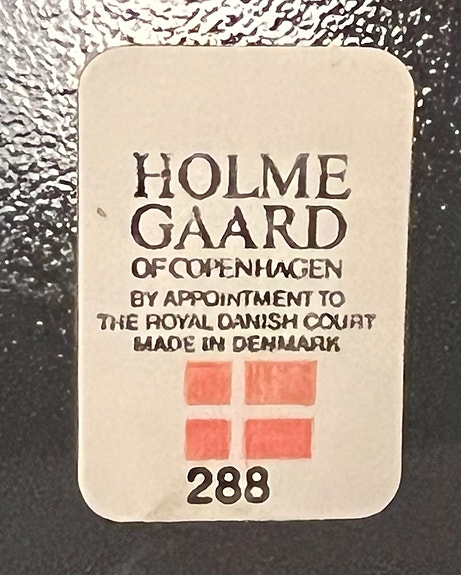 HOLME
GAARD
OF COPENHAGEN
BY APPOINTMENT TO
THE ROYAL DANISH COURT
MADE IN DENMARK
288